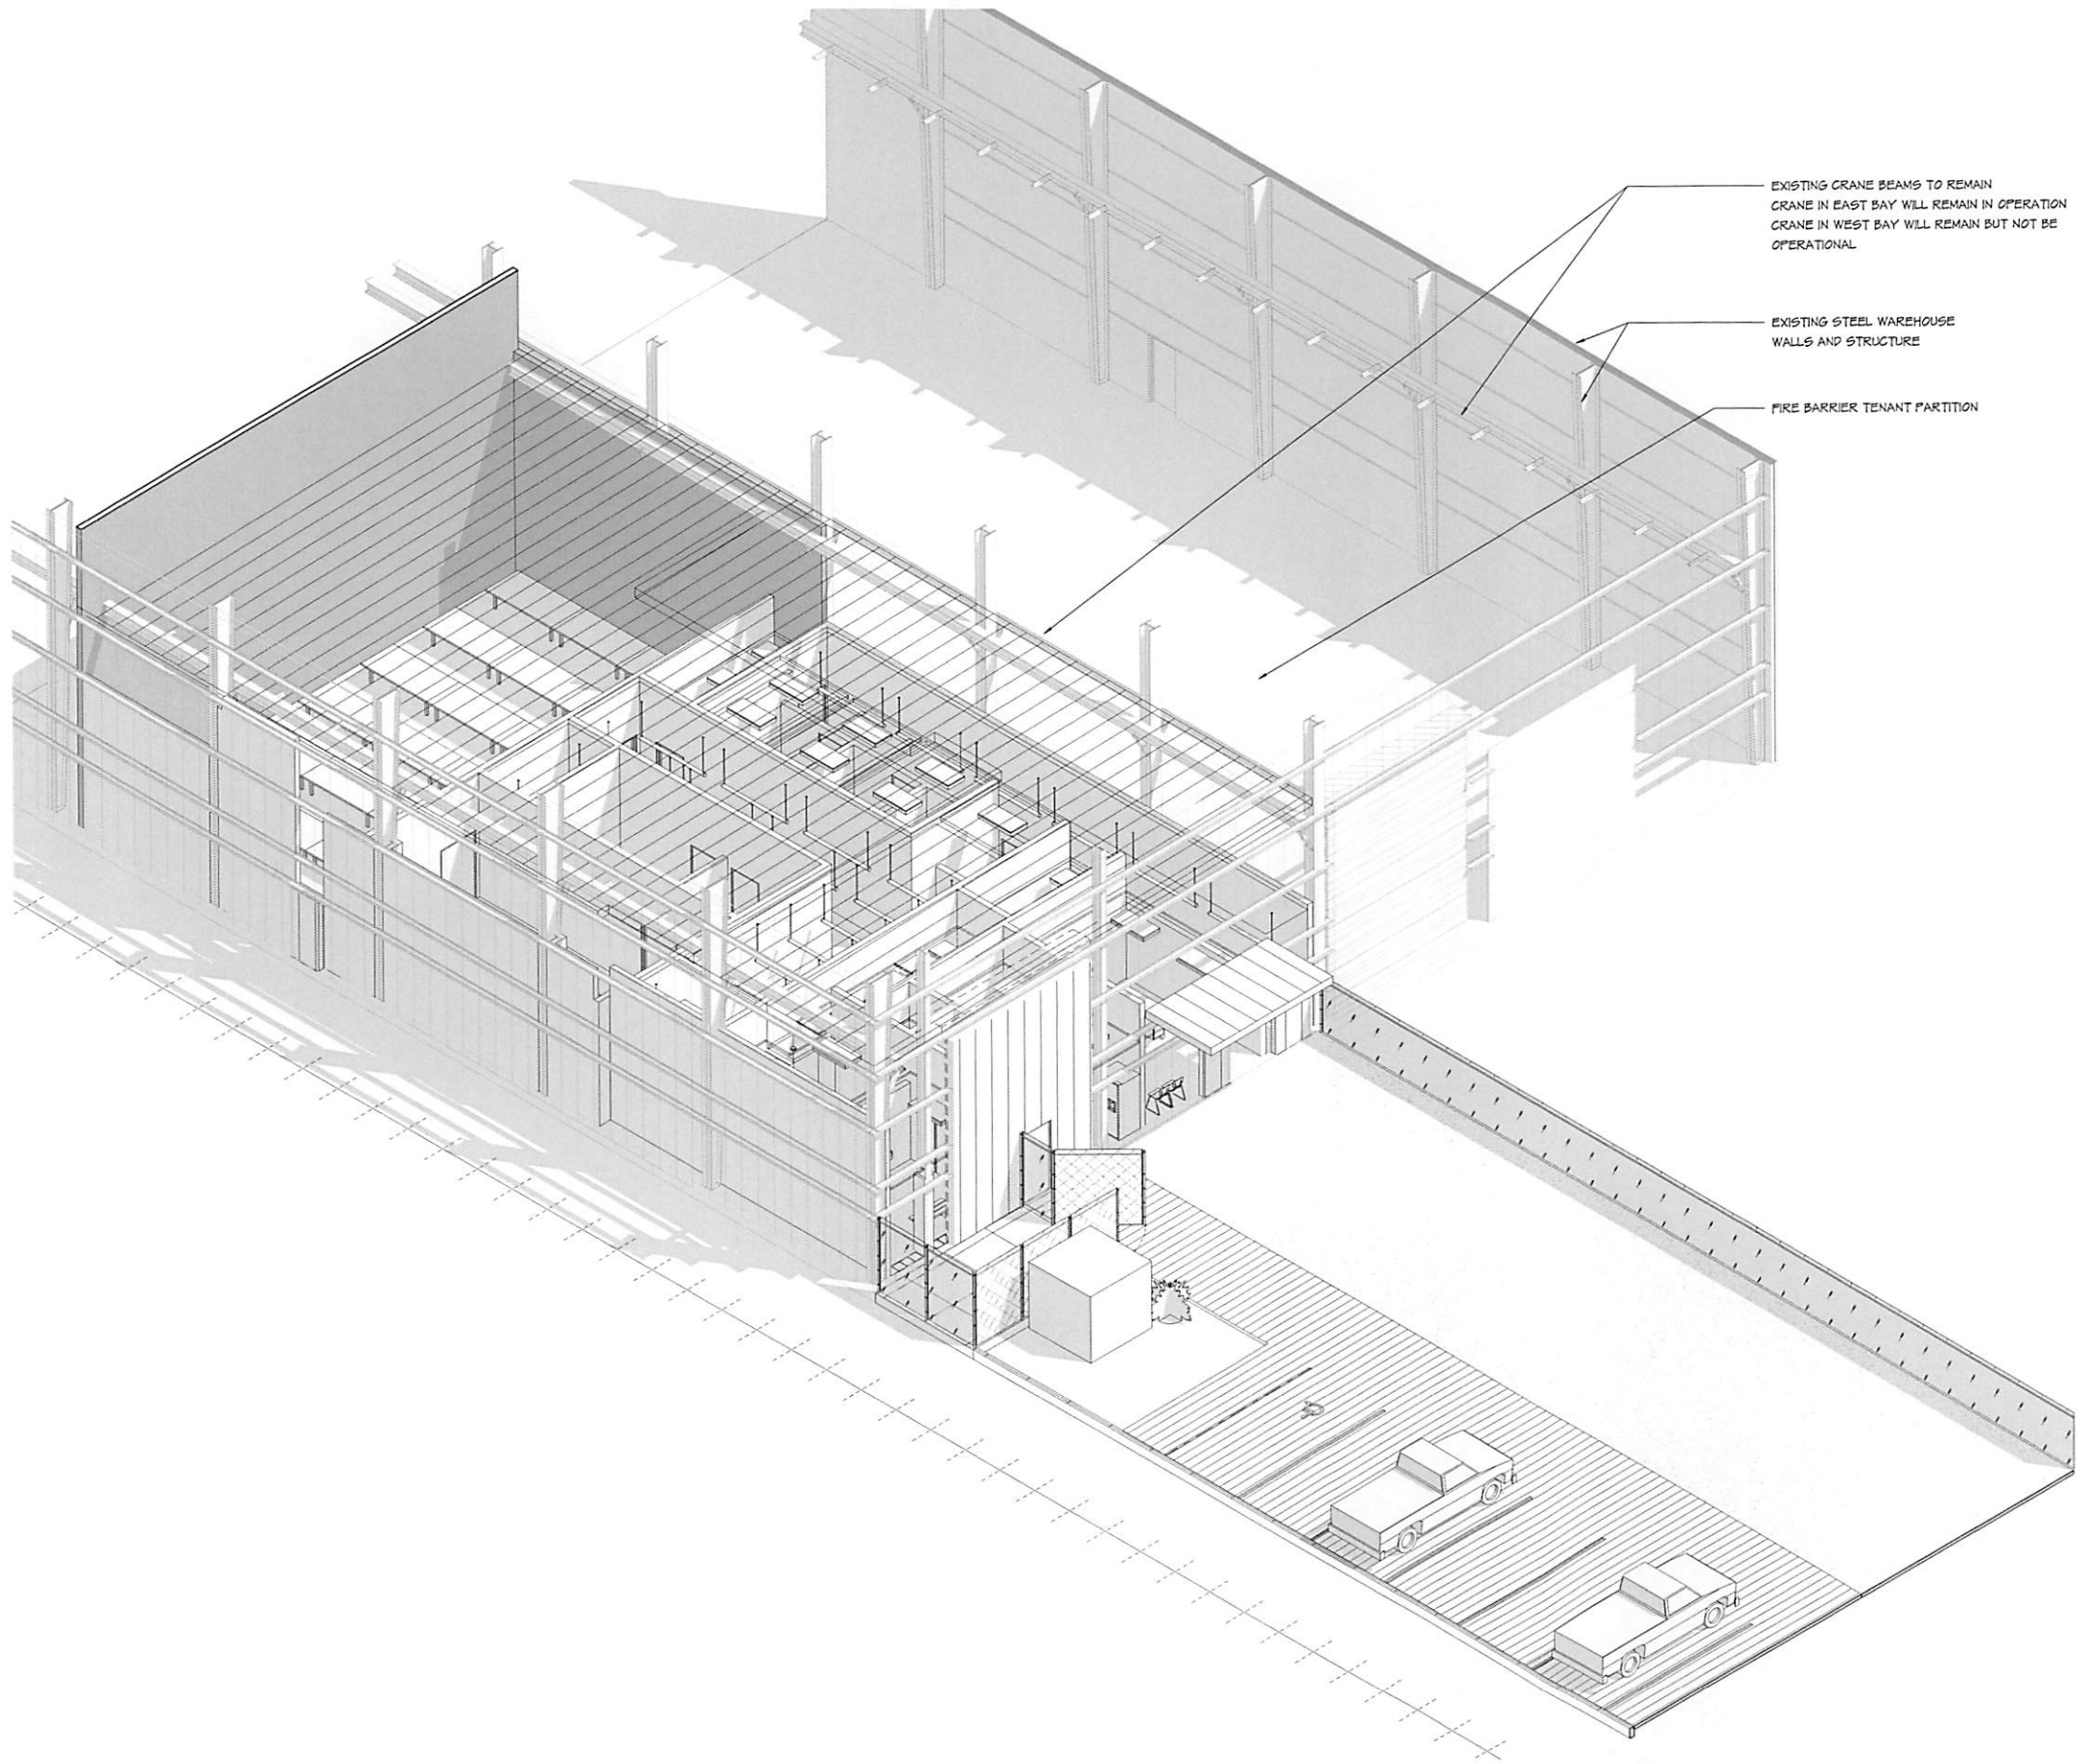 EXISTING CRANE BEAMS TO REMAIN
CRANE IN EAST BAY WILL REMAIN IN OPERATION
CRANE IN WEST BAY WILL REMAIN BUT NOT BE
OPERATIONAL
EXISTING STEEL WAREHOUSE
WALLS AND STRUCTURE
FIRE BARRIER TENANT PARTITION